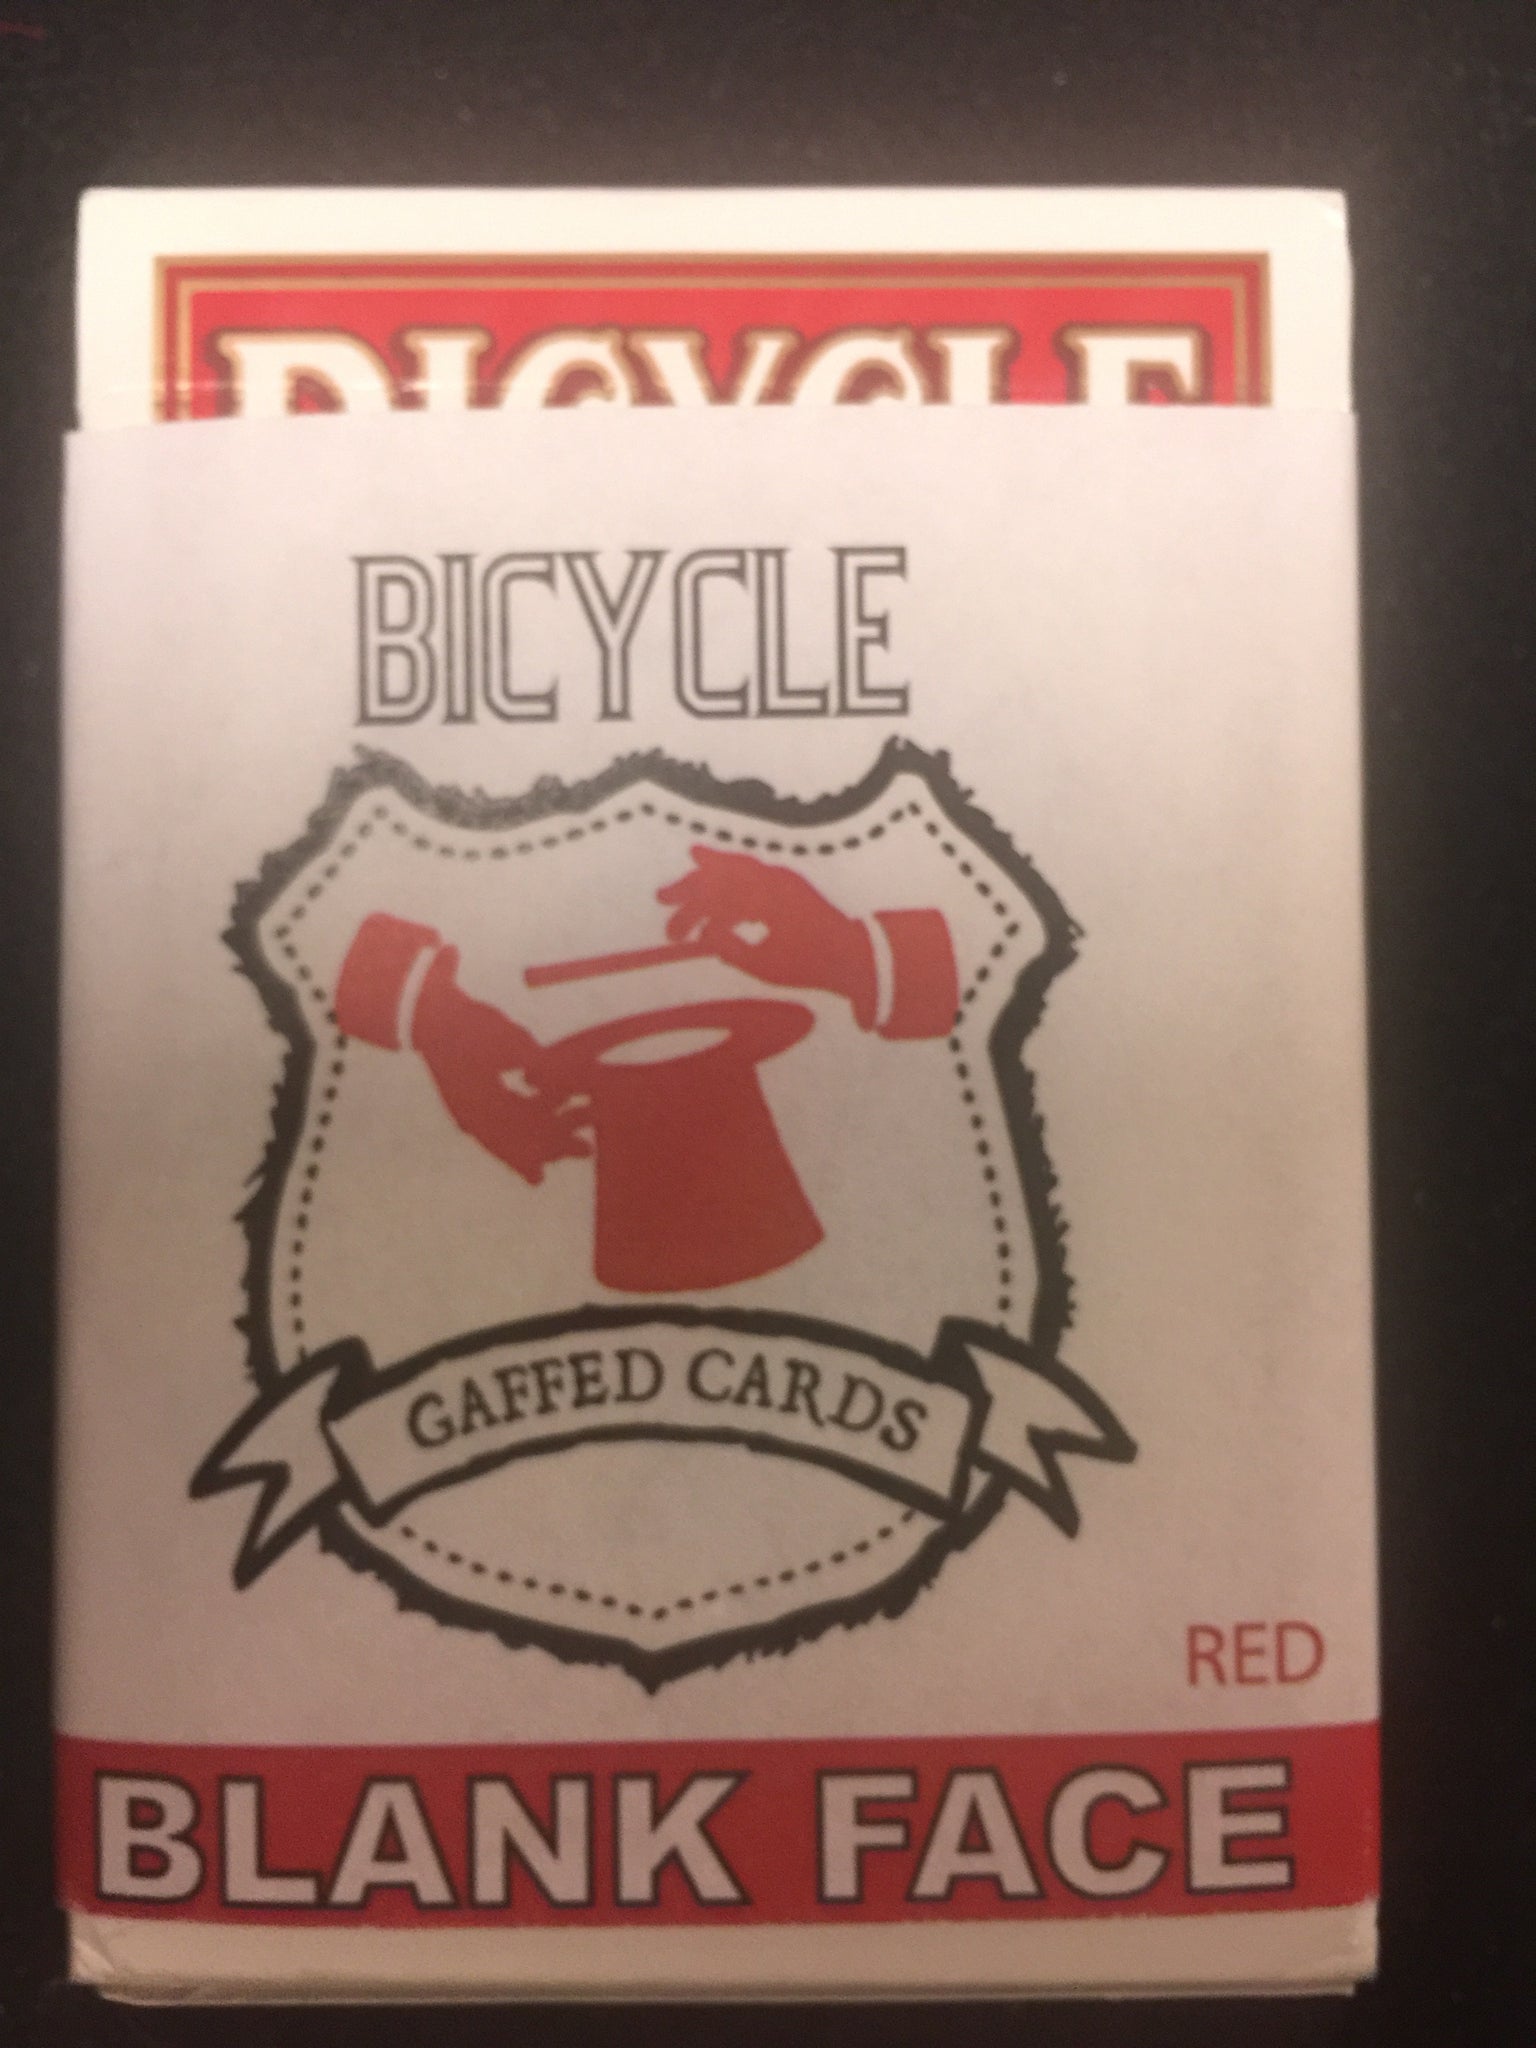 BICYCLE
BICYCLE
GAFFED CARDS
RED
BLANK FACE